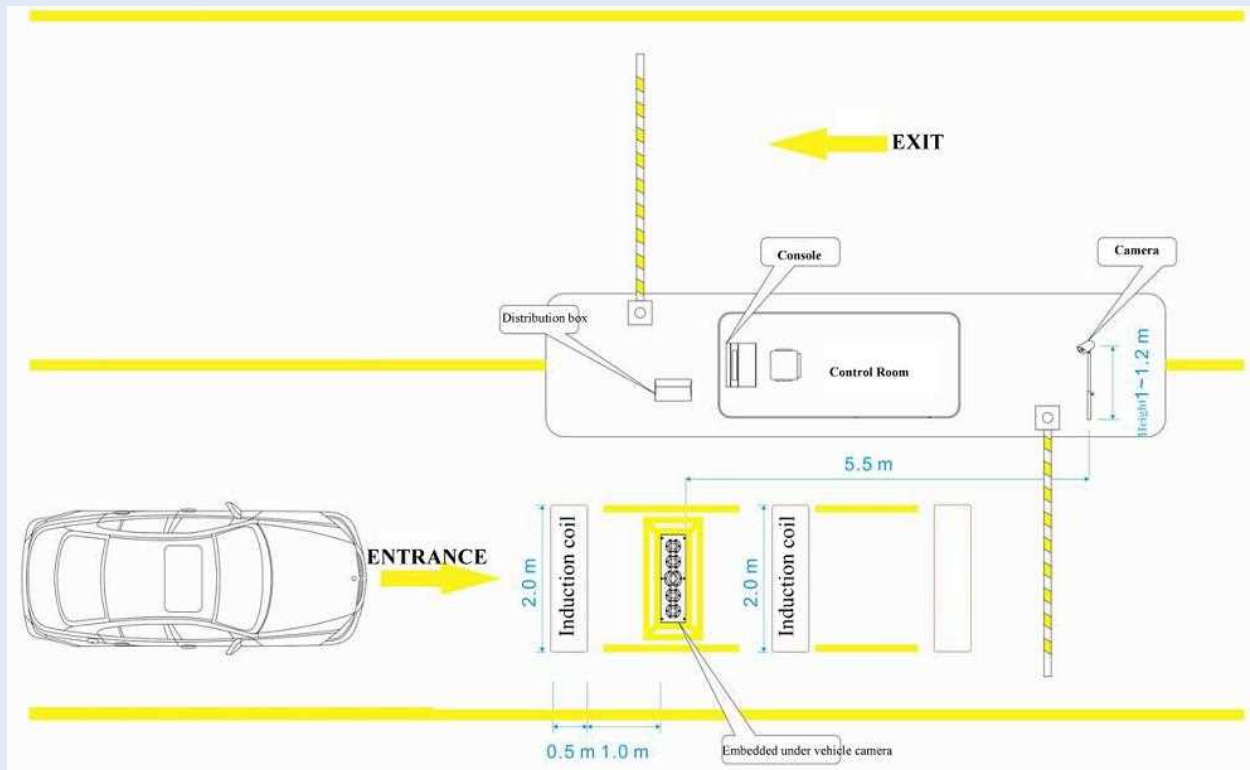 EXIT
Console
Camera
Distribution box
Control Room
Height1~1.2 m
5.5 m
ENTRANCE
2.0 m
Induction coil
2.0 m
Induction coil
0.5 m 1.0 m
Embedded under vehicle camera